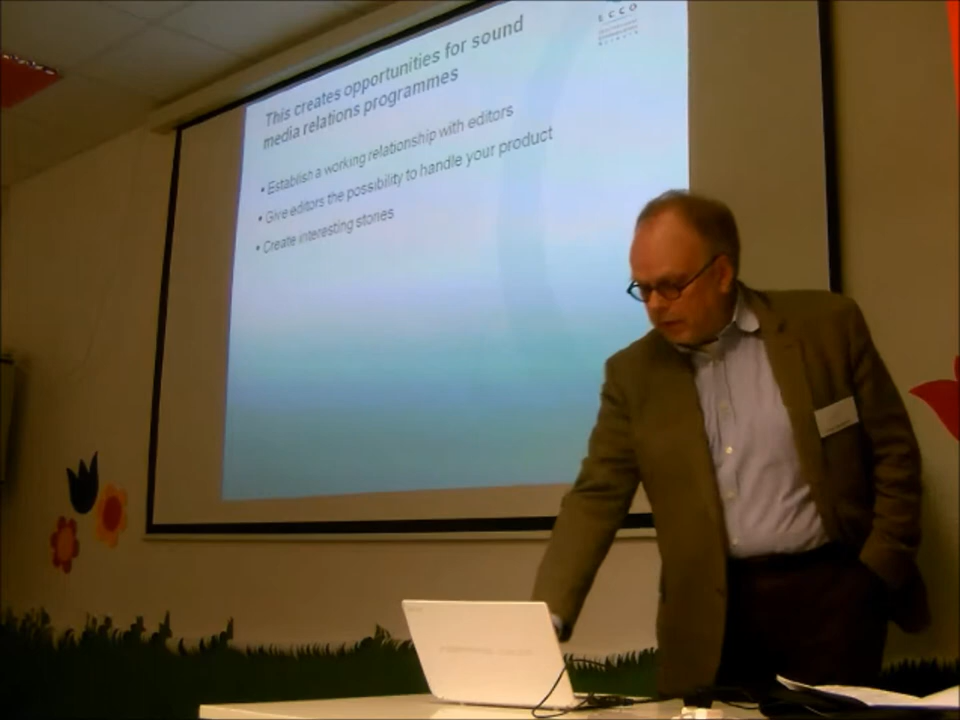 ECCO
This creates opportunities for sound
media relations programmes
• Establish a working relationship with editors
• Give editors the possibility to handle your product
• Create interesting stories